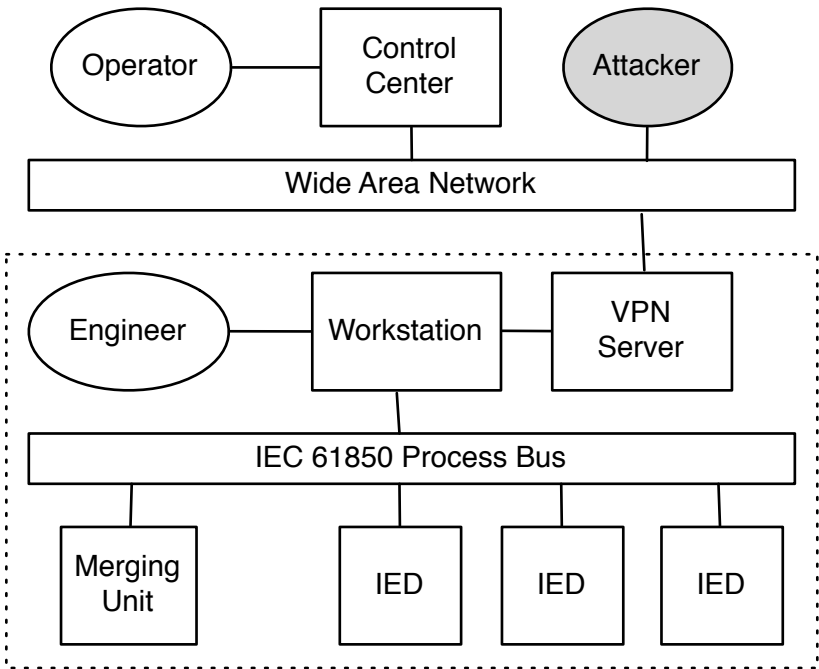 Operator
Control
Center
Attacker
Wide Area Network
Engineer
Workstation
VPN
Server
IEC 61850 Process Bus
Merging
Unit
IED
IED
IED